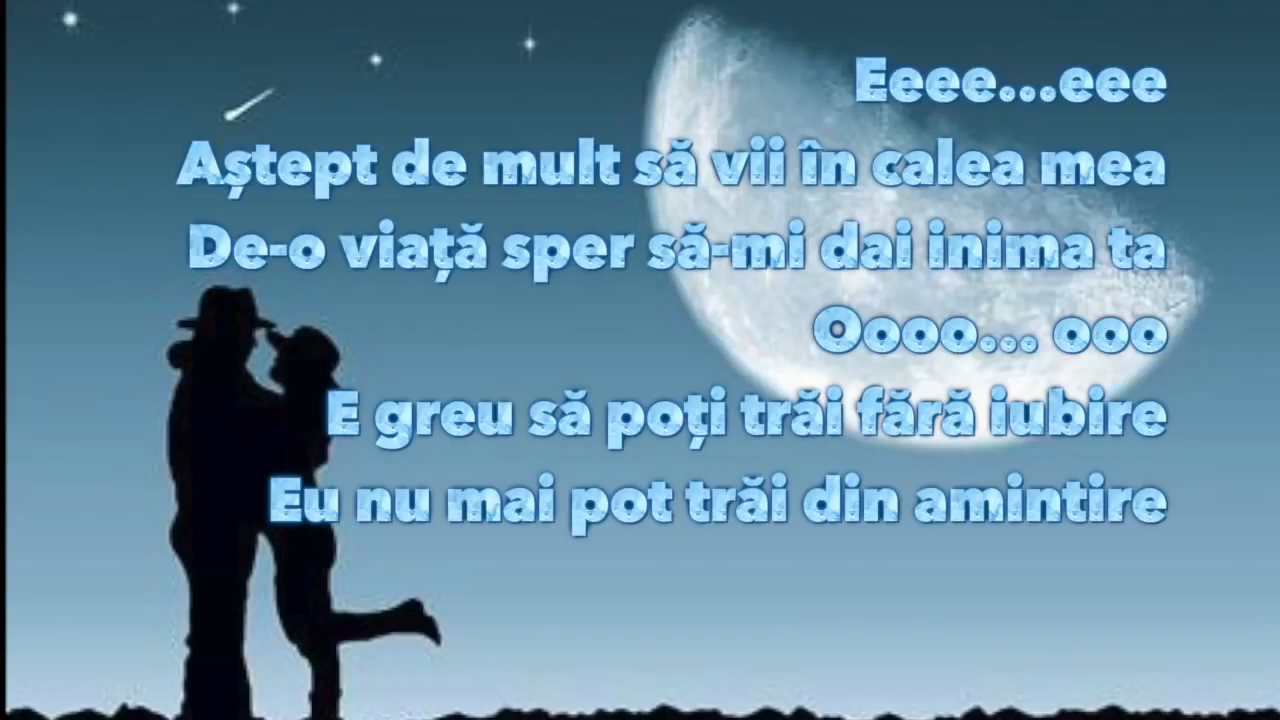 Eeee...eee
Aștept de mult să vii în calea mea
De-o viață sper să-mi dai inima ta
Oooo... ooo
E greu să poți trăi fără iubire
Eu nu mai pot trăi din amintire